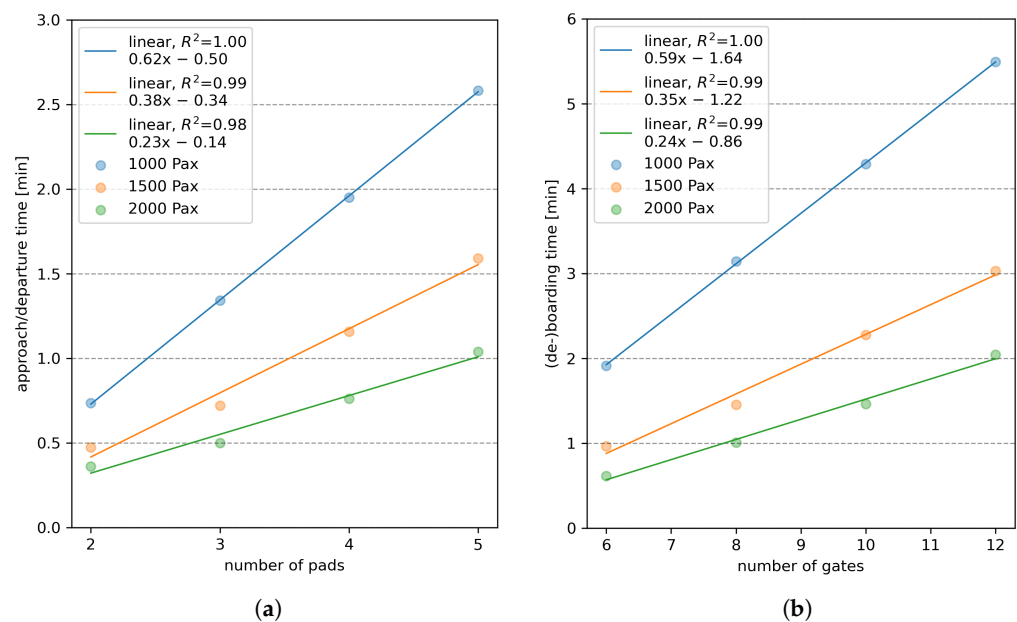 3.0
2.5
2.0
1.5
1.0
0.5
0.0
approach/departure time [min]
linear, R²=1.00
0.62x − 0.50
linear, R²=0.99
0.38x − 0.34
linear, R²=0.98
0.23x − 0.14
1000 Pax
1500 Pax
2000 Pax
2 3 4 5
number of pads
(a)
6
5
4
3
2
1
0
(de-)boarding time [min]
linear, R²=1.00
0.59x − 1.64
linear, R²=0.99
0.35x − 1.22
linear, R²=0.99
0.24x − 0.86
1000 Pax
1500 Pax
2000 Pax
6 7 8 9 10 11 12
number of gates
(b)